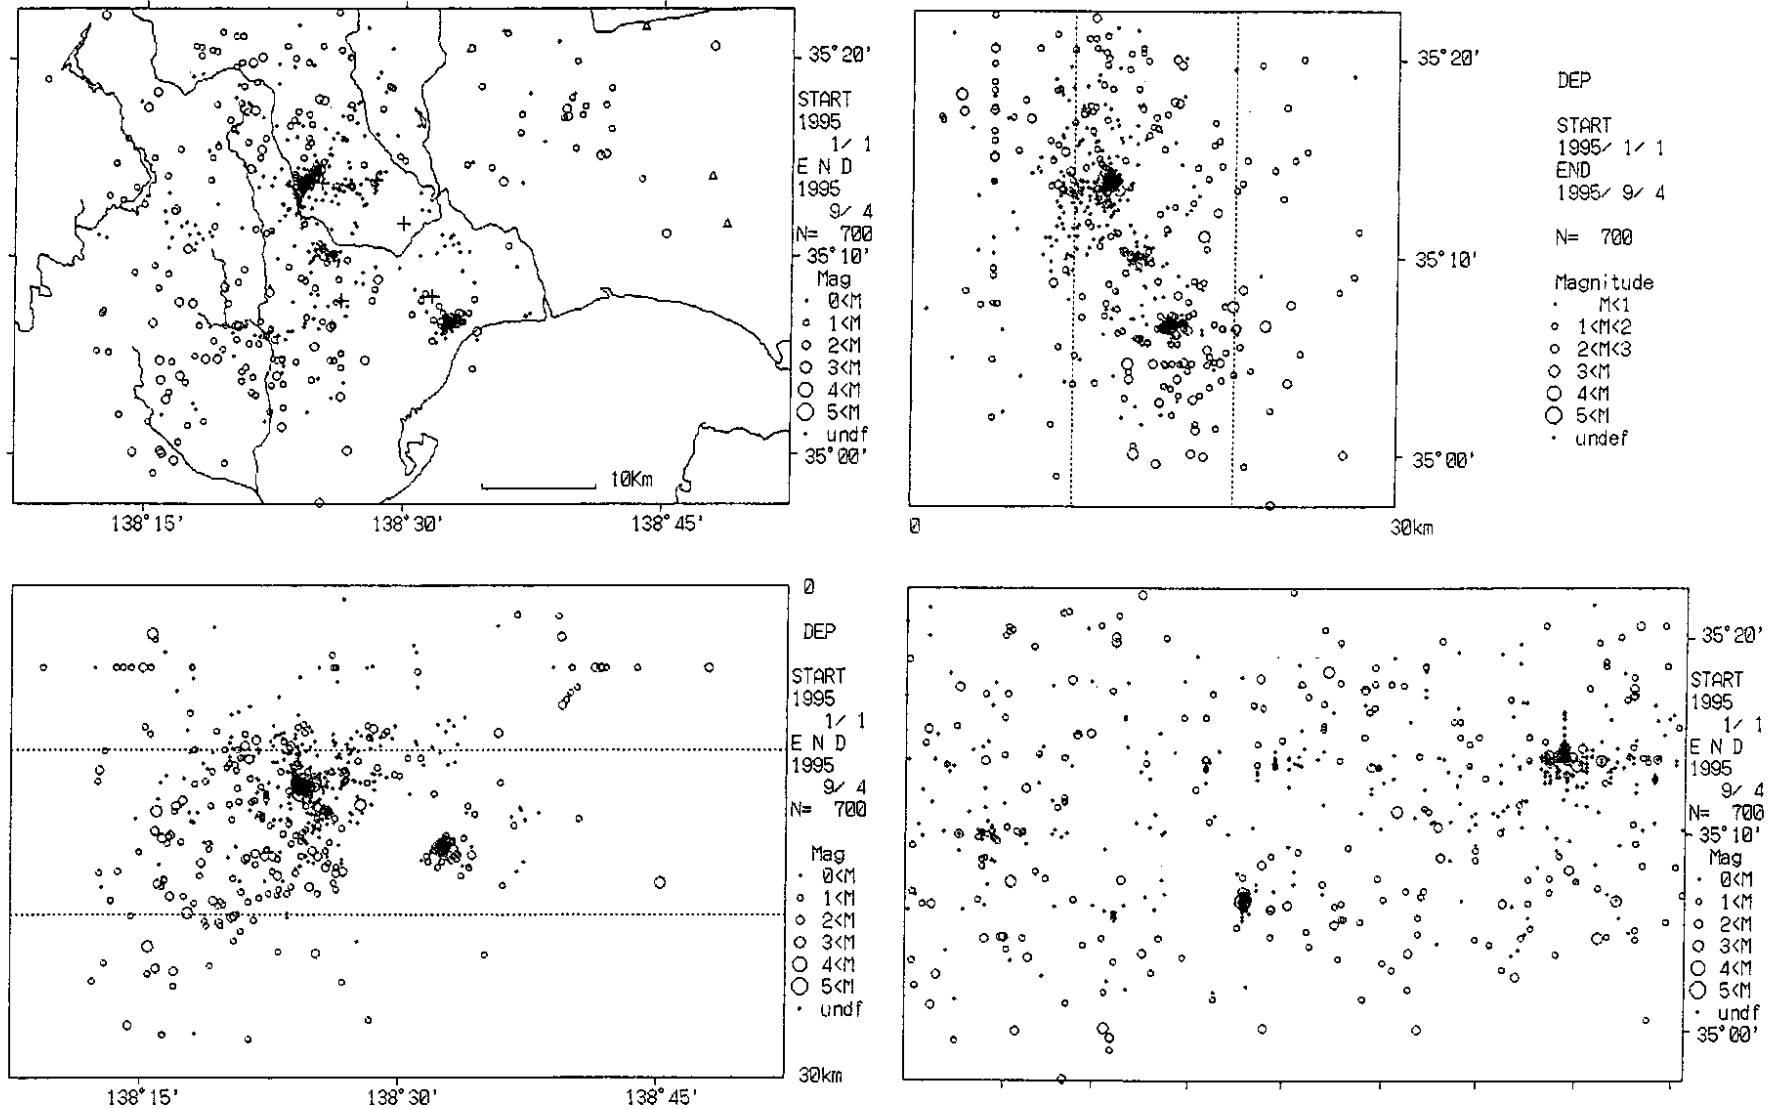 35°20'
START
1995
1/ 1
E N D
1995
9/ 4
N= 700
35°10'
Mag
0<M
1<M
2<M
3<M
4<M
5<M
undf
35°00'
10Km
138°15'
138°30'
138°45'
35°20'
35°10'
35°00'
0
30km
DEP
START
1995/ 1/ 1
END
1995/ 9/ 4
N= 700
Magnitude
M<1
1<M<2
2<M<3
3<M
4<M
5<M
undef
0
DEP
START
1995
1/ 1
E N D
1995
9/ 4
N= 700
Mag
0<M
1<M
2<M
3<M
4<M
5<M
undf
30km
138°15'
138°30'
138°45'
35°20'
START
1995
1/ 1
E N D
1995
9/ 4
N= 700
35°10'
Mag
0<M
1<M
2<M
3<M
4<M
5<M
undf
35°00'